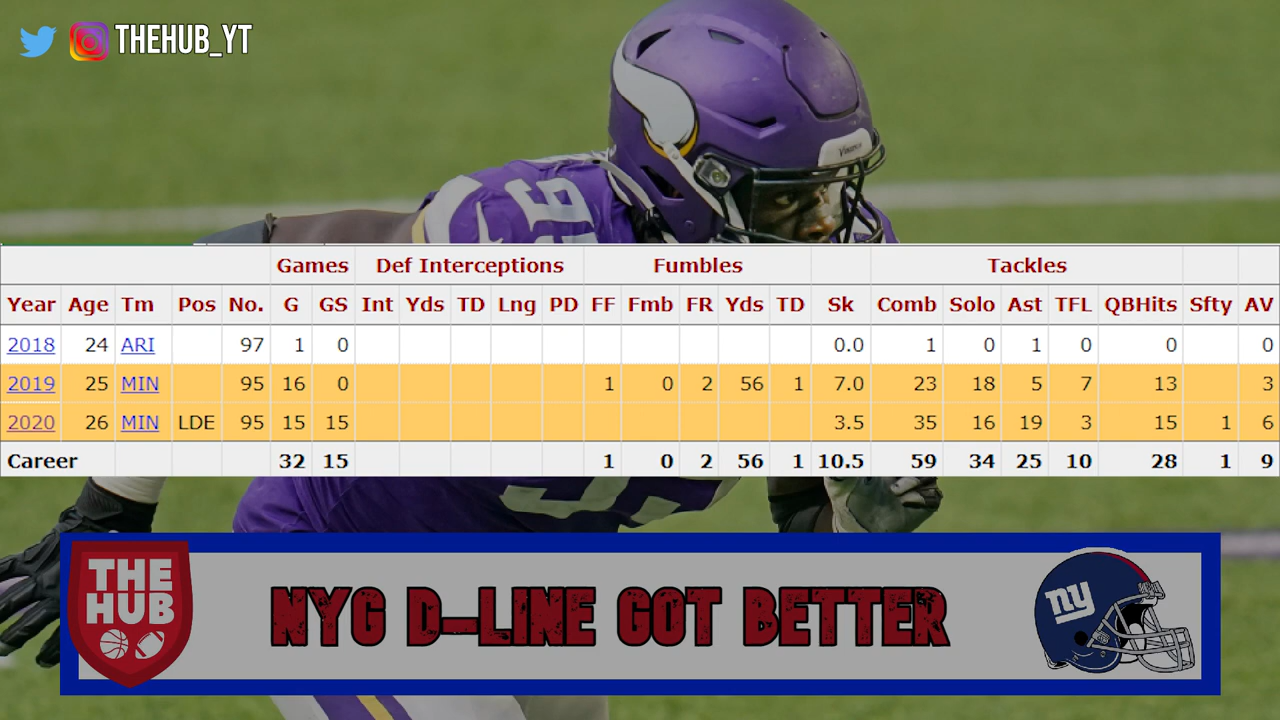 THEHUB_YT
VIKINGS
95
Games Def Interceptions Fumbles Tackles
Year Age Tm Pos No. G GS Int Yds TD Lng PD FF Fmb FR Yds TD Sk Comb Solo Ast TFL QBHits Sfty AV
2018 24 ARI 97 1 0 0.0 1 0 1 0 0 0
2019 25 MIN 95 16 0 1 0 2 56 1 7.0 23 18 5 7 13 3
2020 26 MIN LDE 95 15 15 3.5 35 16 19 3 15 1 6
Career 32 15 1 0 2 56 1 10.5 59 34 25 10 28 1 9
THE
HUB
NYG D-LINE GOT BETTER
ny